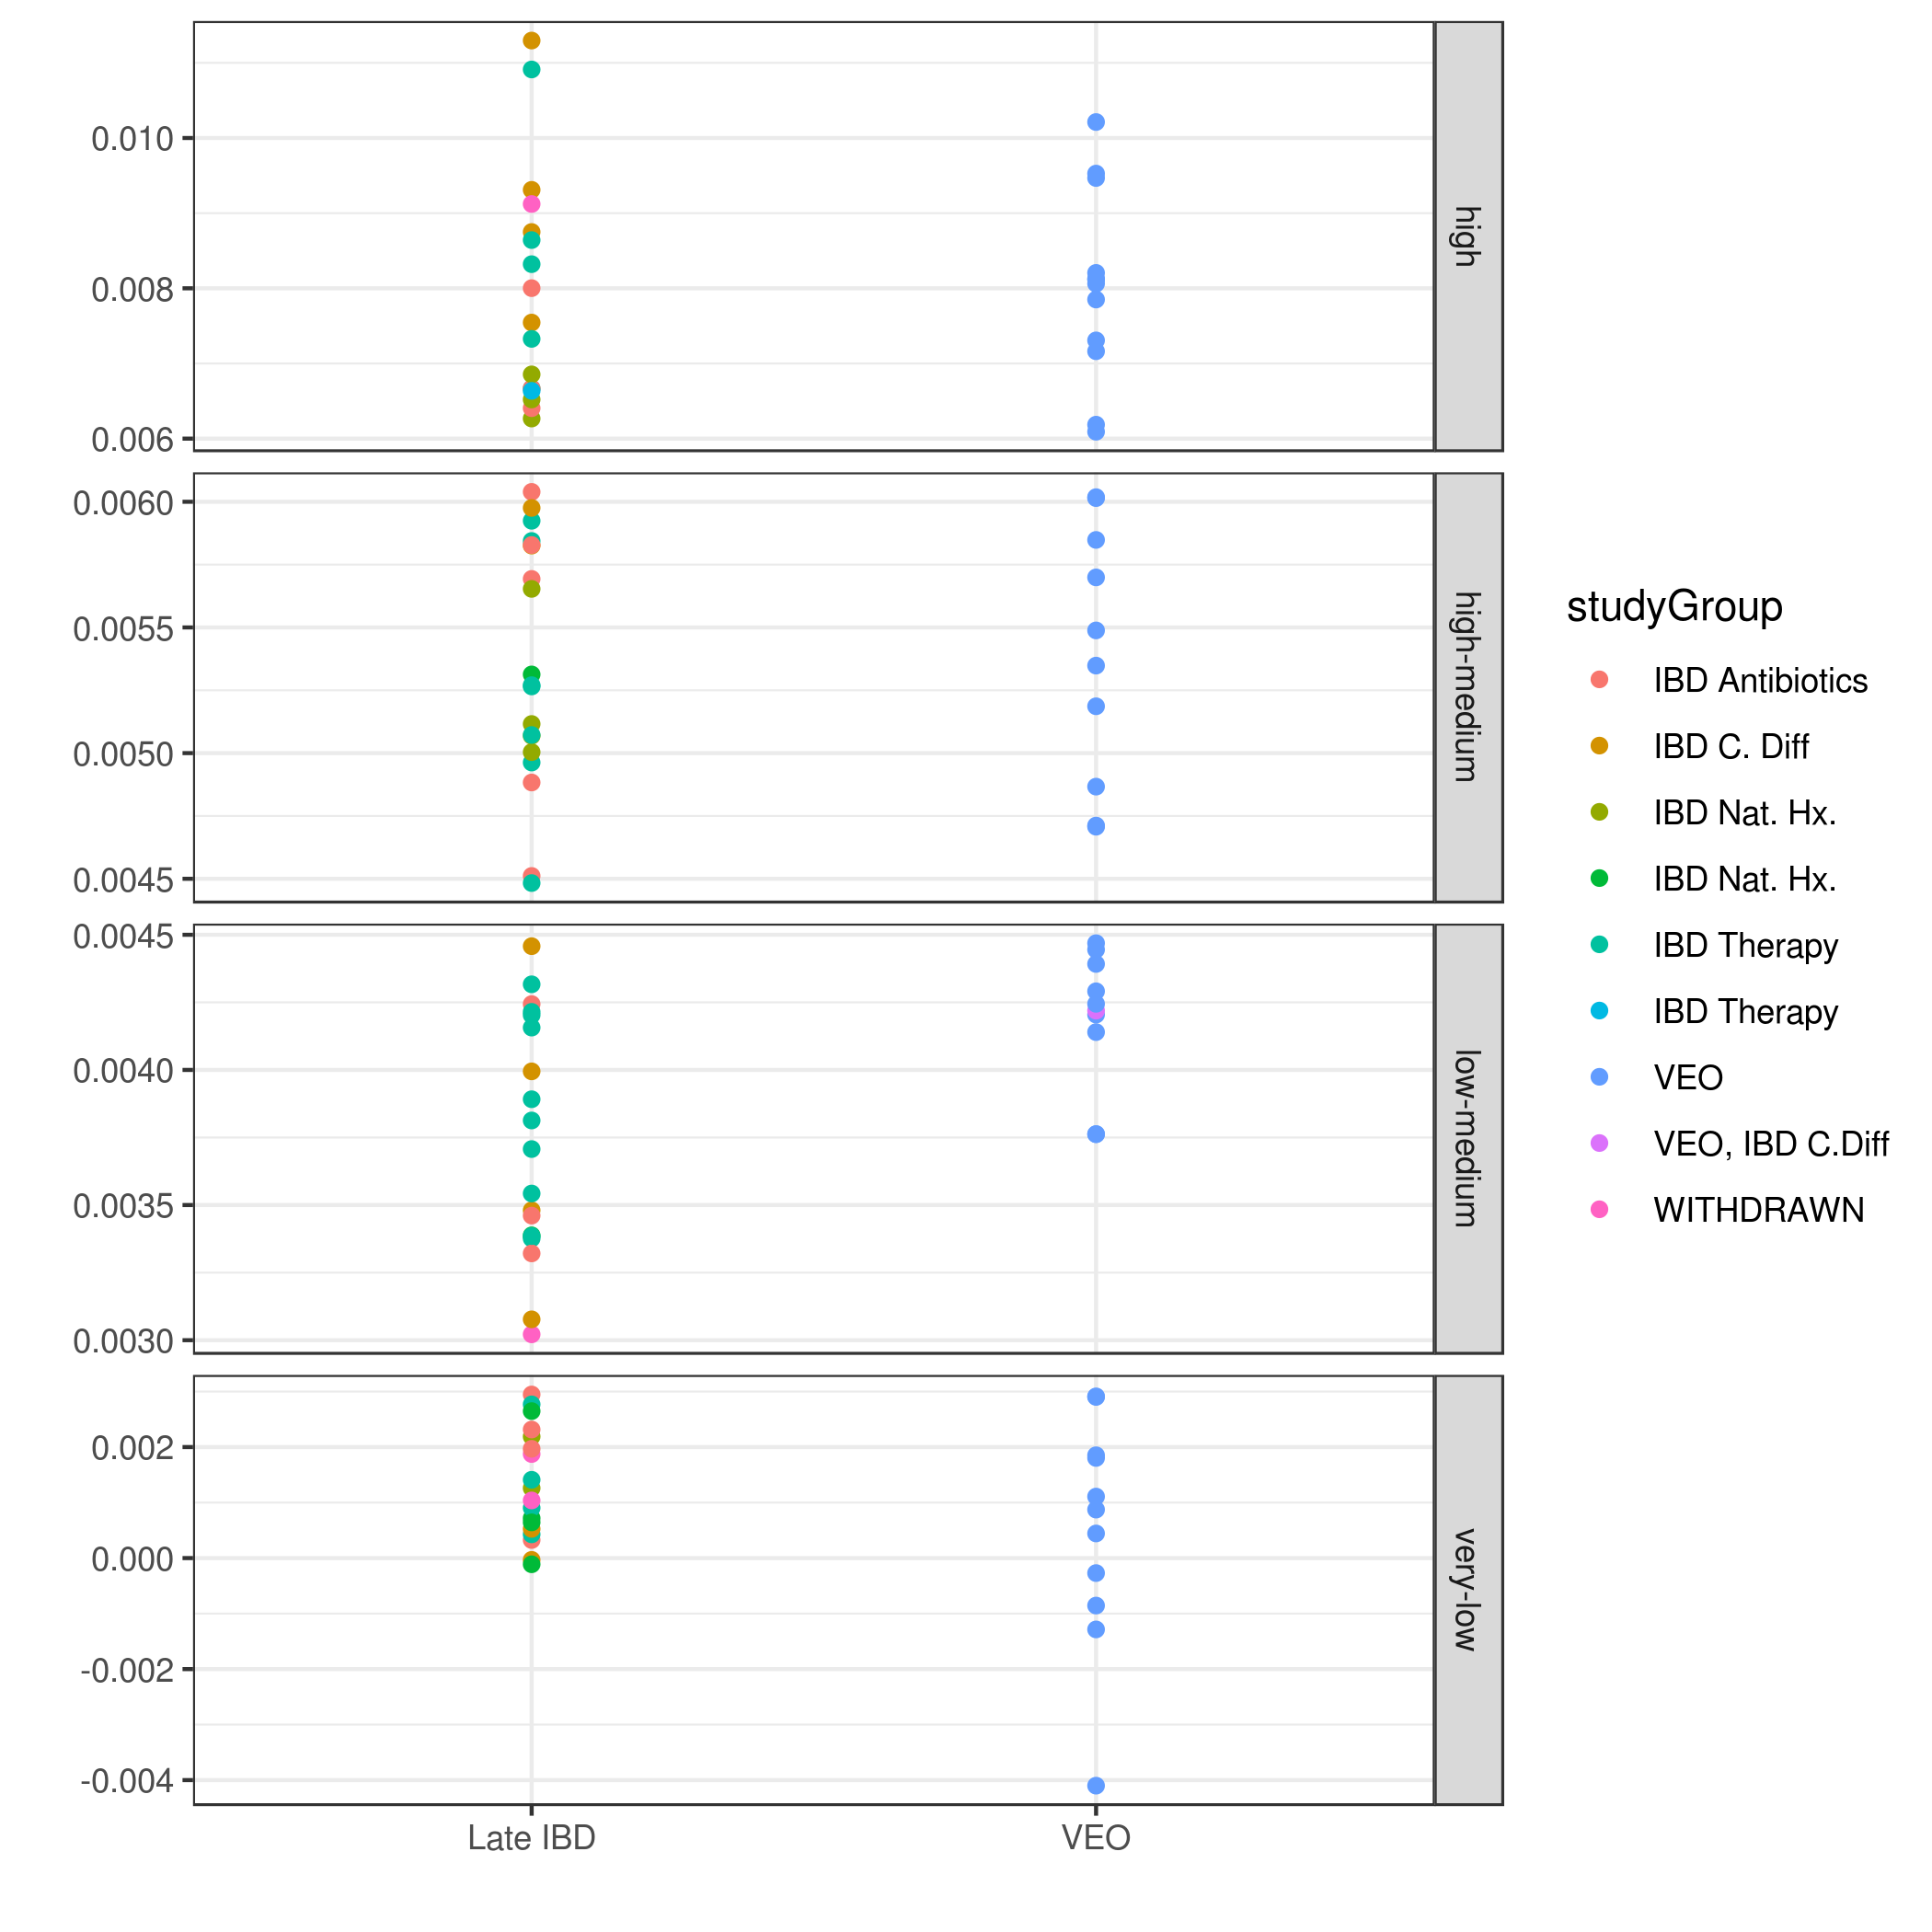 0.010
0.008
0.006
high
0.0060
0.0055
0.0050
0.0045
high-medium
0.0045
0.0040
0.0035
0.0030
low-medium
0.002
0.000
-0.002
-0.004
very-low
Late IBD
VEO
studyGroup
IBD Antibiotics
IBD C. Diff
IBD Nat. Hx.
IBD Nat. Hx.
IBD Therapy
IBD Therapy
VEO
VEO, IBD C.Diff
WITHDRAWN